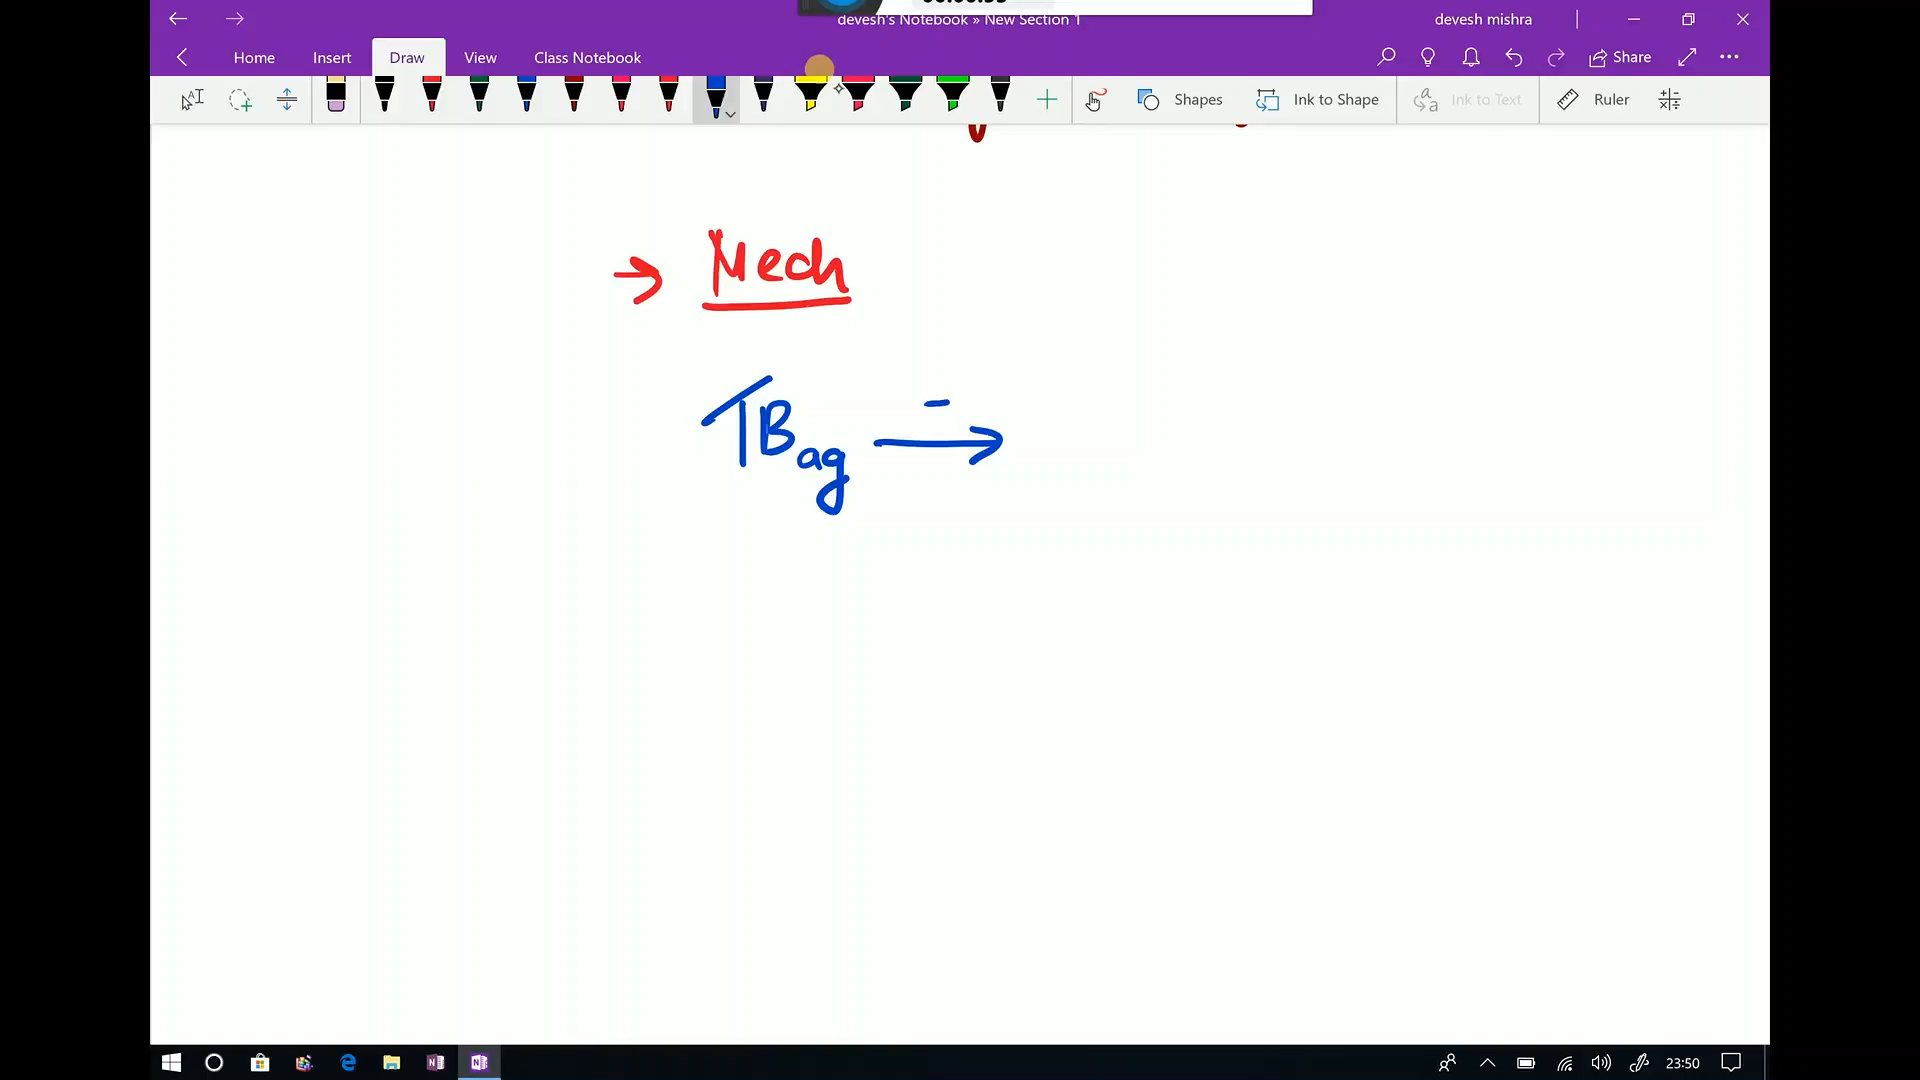 devesh's Notebook » New Section 1
devesh mishra
Home
Insert
Draw
View
Class Notebook
Share
Shapes
Ink to Shape
Ink to Text
Ruler
→ Mech
TBag →
23:50